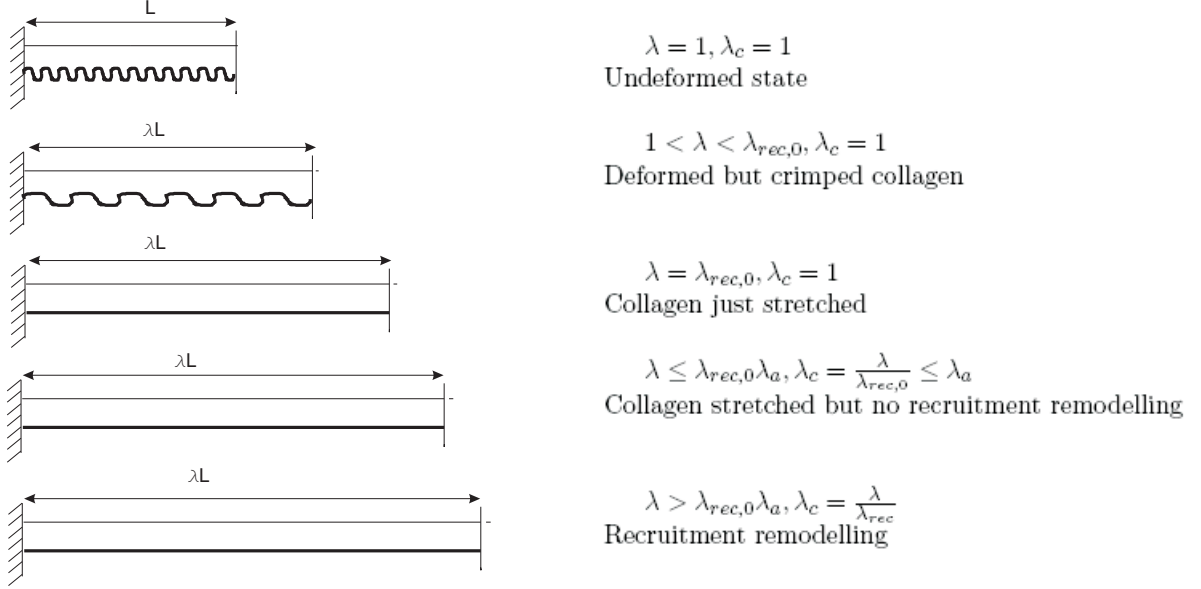 L
λ = 1, λ_c = 1
Undeformed state
λL
1 < λ < λ_{rec,0}, λ_c = 1
Deformed but crimped collagen
λL
λ = λ_{rec,0}, λ_c = 1
Collagen just stretched
λL
λ ≤ λ_{rec,0}λ_a, λ_c = λ/λ_{rec,0} ≤ λ_a
Collagen stretched but no recruitment remodelling
λL
λ > λ_{rec,0}λ_a, λ_c = λ/λ_{rec}
Recruitment remodelling